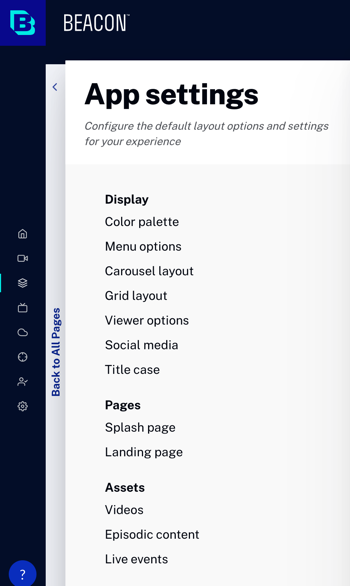 BEACON™
App settings
Configure the default layout options and settings
for your experience
Back to All Pages
Display
Color palette
Menu options
Carousel layout
Grid layout
Viewer options
Social media
Title case
Pages
Splash page
Landing page
Assets
Videos
Episodic content
Live events
?